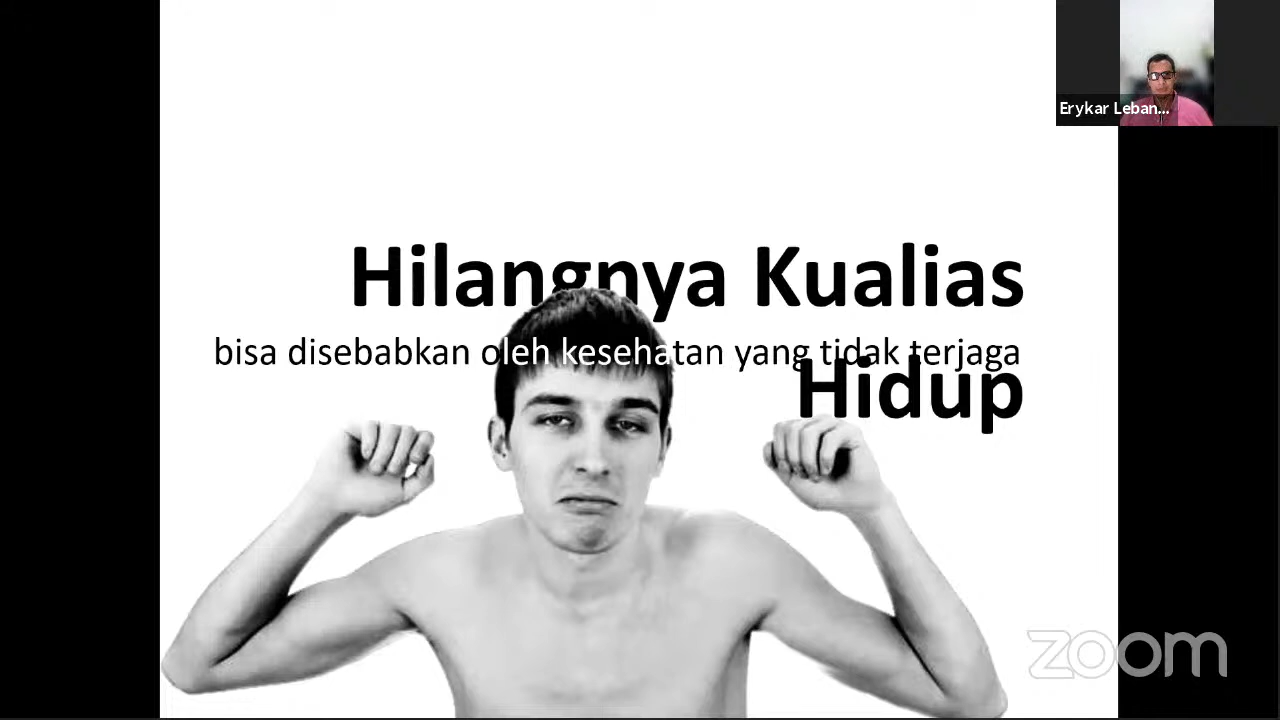 Erykar Leban...
Hilangnya Kualias
bisa disebabkan oleh kesehatan yang tidak terjaga
Hidup
zoom